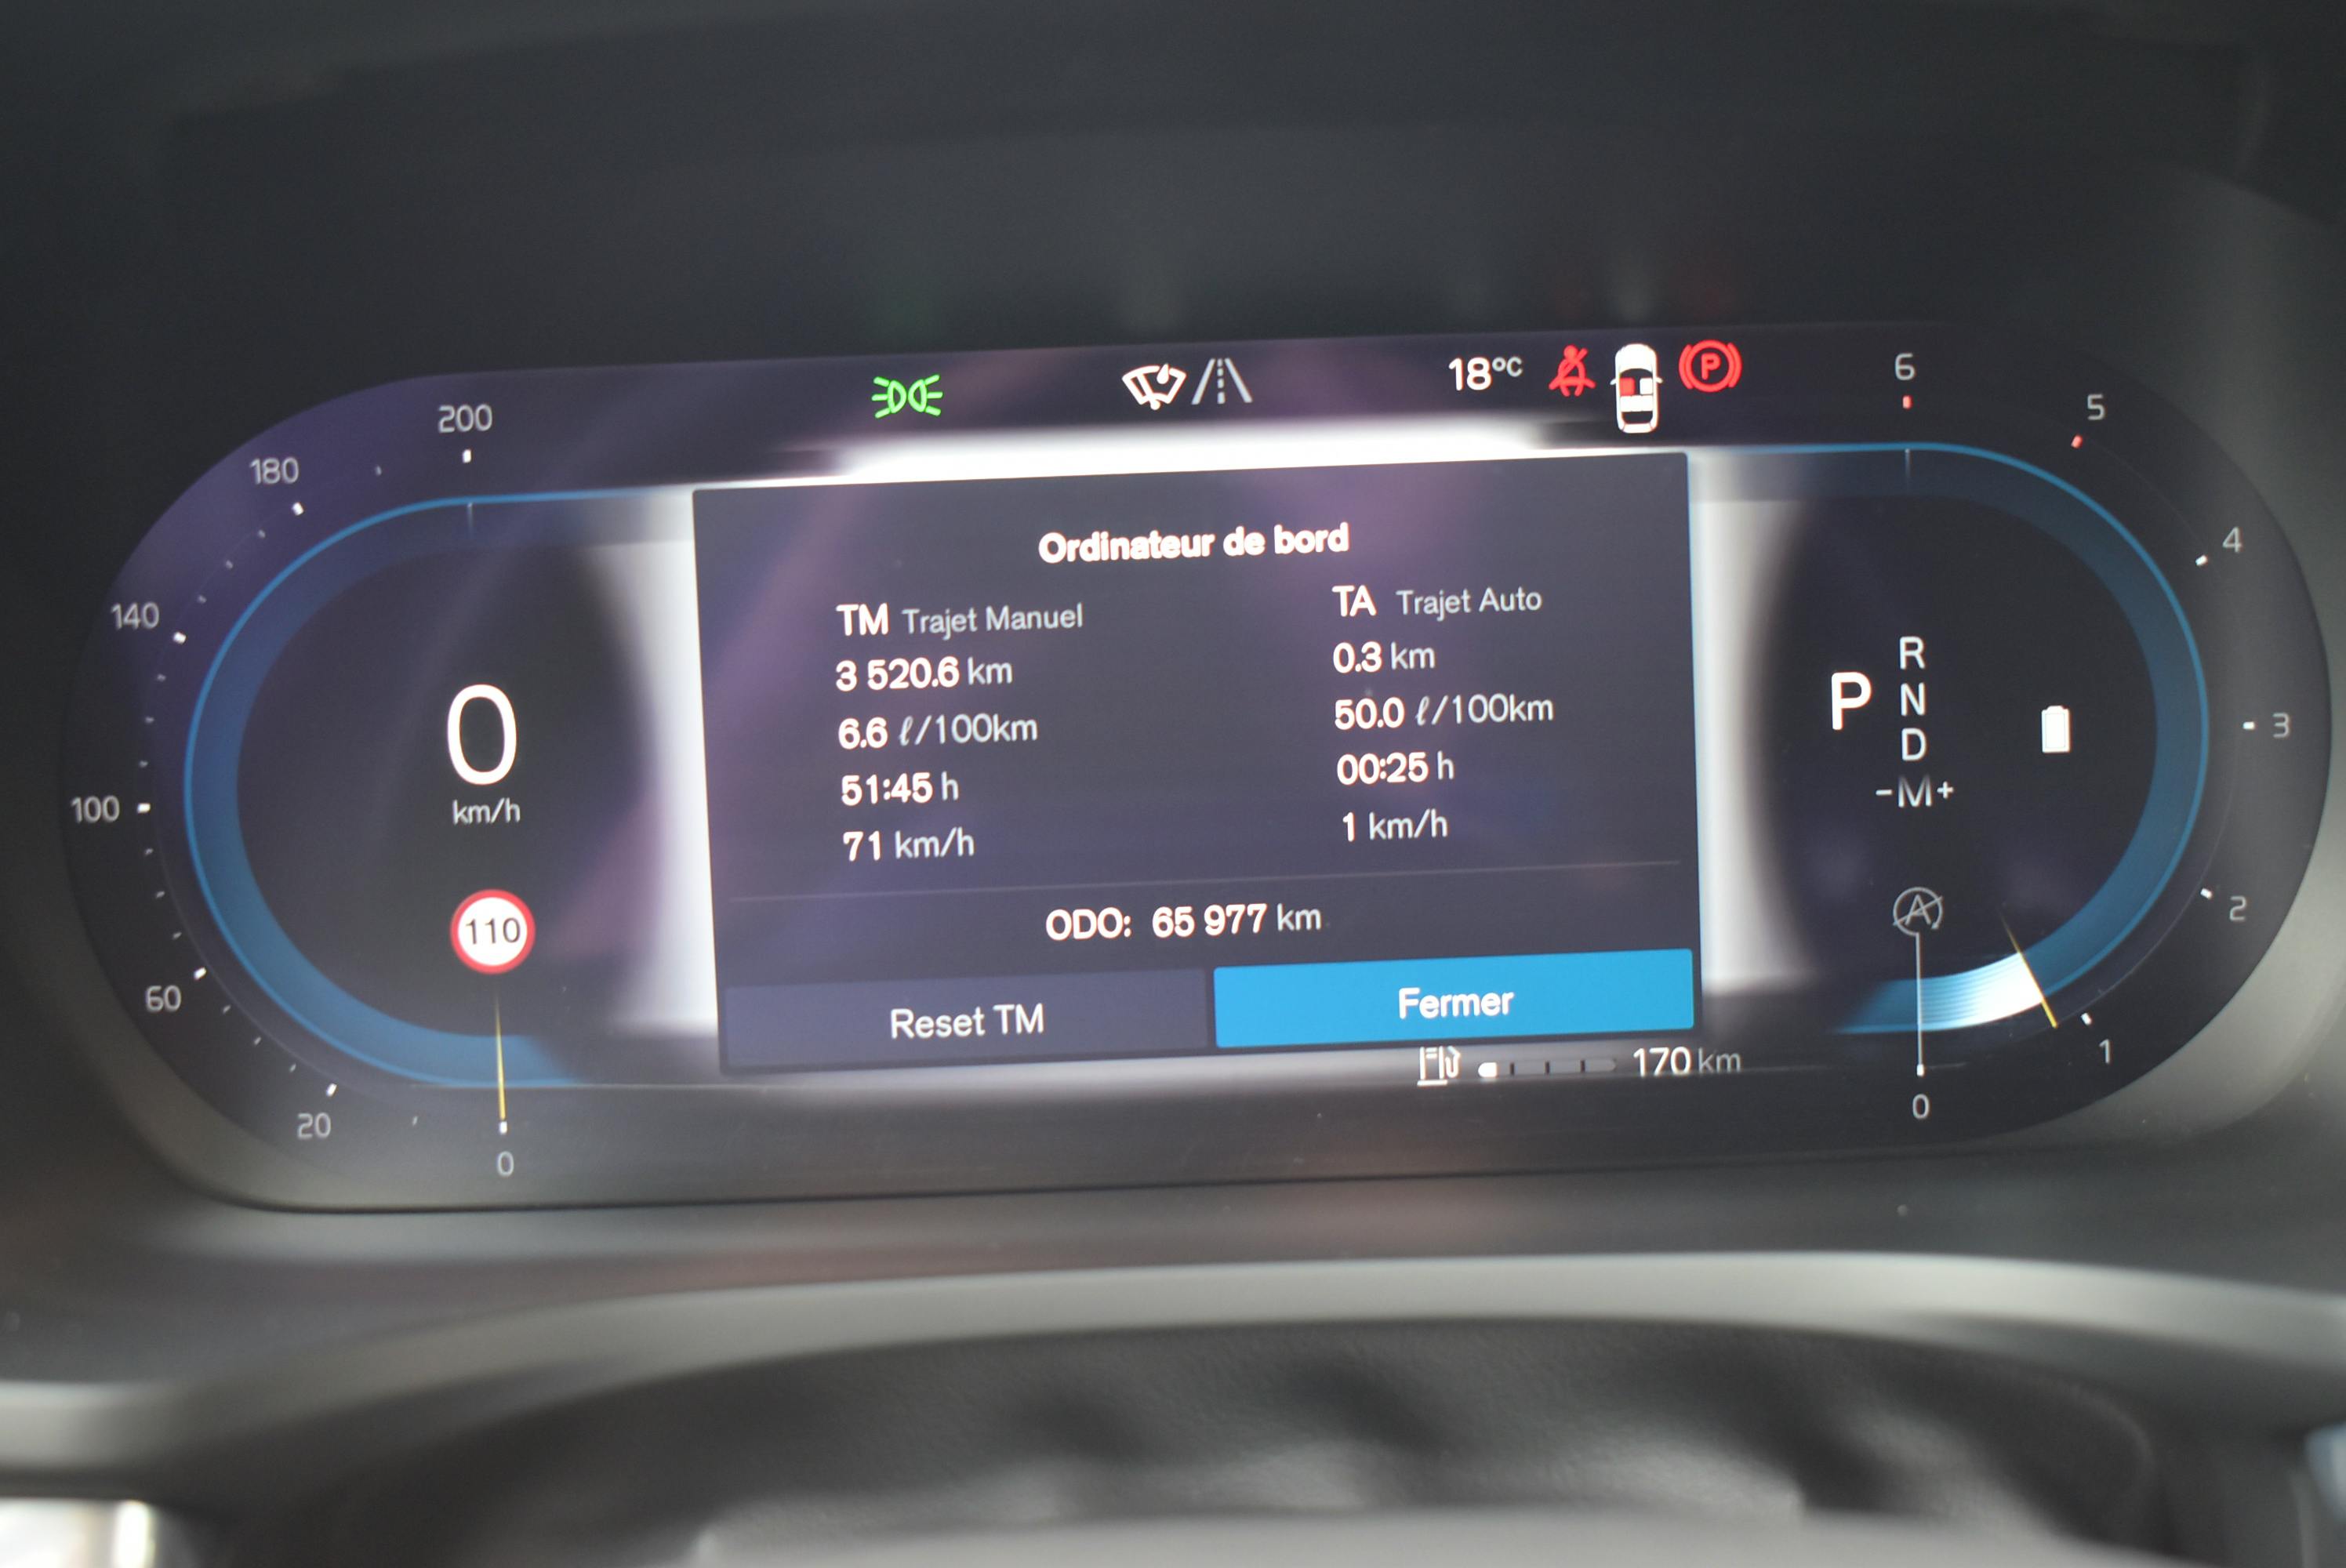 18°C
P
6
5
4
3
2
1
0
200
180
140
100
60
20
0
0
km/h
110
Ordinateur de bord
TM Trajet Manuel
3 520.6 km
6.6 ℓ/100km
51:45 h
71 km/h
TA Trajet Auto
0.3 km
50.0 ℓ/100km
00:25 h
1 km/h
ODO: 65 977 km
Reset TM
Fermer
170 km
P
R
N
D
-M+
A